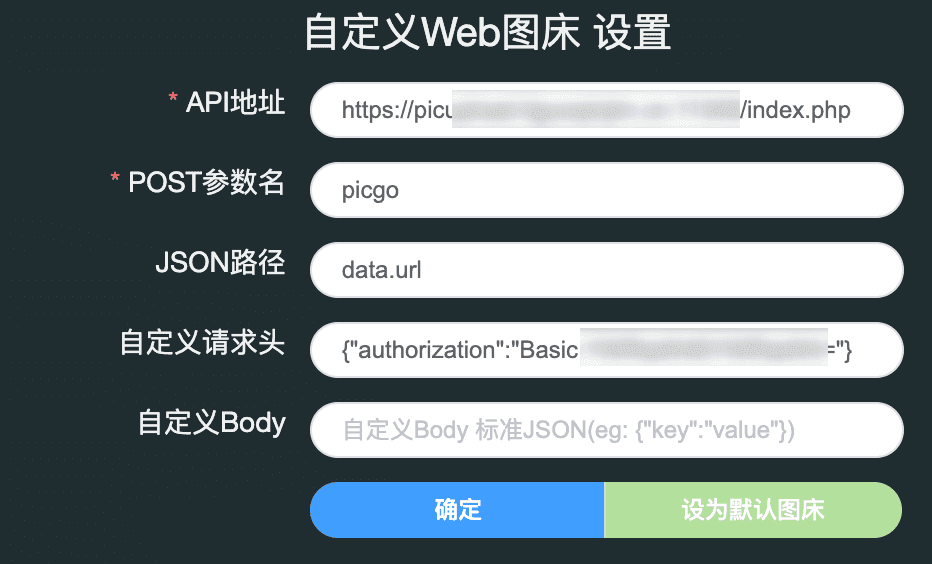 自定义Web图床 设置
* API地址
https://picu /index.php
* POST参数名
picgo
JSON路径
data.url
自定义请求头
{"authorization":"Basic ="}
自定义Body
自定义Body 标准JSON(eg: {"key":"value"})
确定
设为默认图床